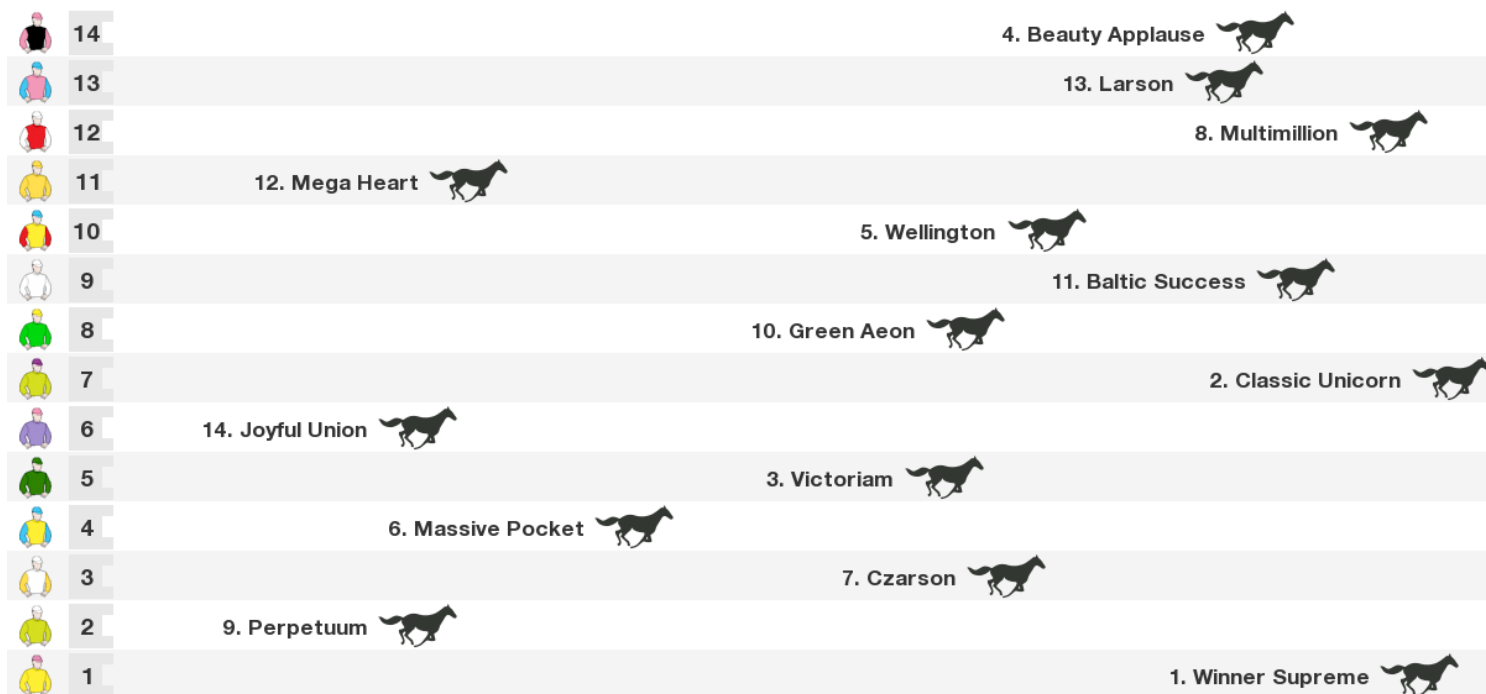 14 4. Beauty Applause
13 13. Larson
12 8. Multimillion
11 12. Mega Heart
10 5. Wellington
9 11. Baltic Success
8 10. Green Aeon
7 2. Classic Unicorn
6 14. Joyful Union
5 3. Victoriam
4 6. Massive Pocket
3 7. Czarson
2 9. Perpetuum
1 1. Winner Supreme